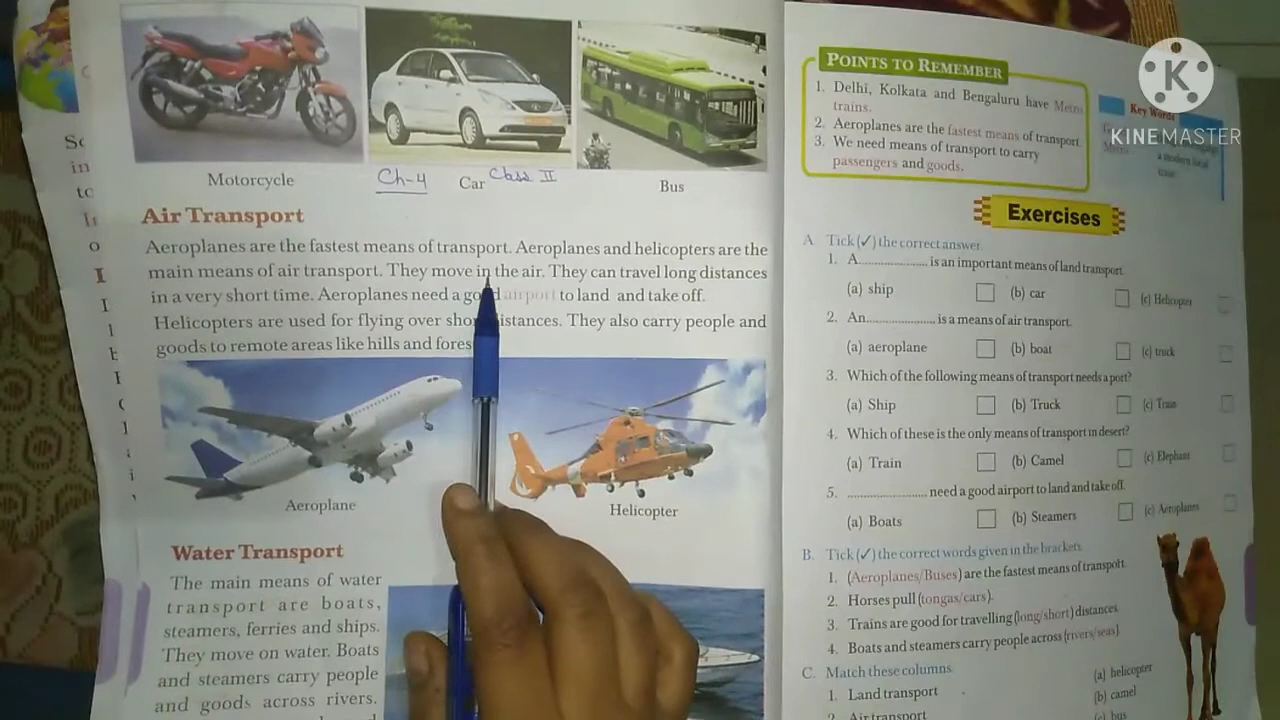 Motorcycle
Ch-4
Car
Class II
Bus
Air Transport
Aeroplanes are the fastest means of transport. Aeroplanes and helicopters are the
main means of air transport. They move in the air. They can travel long distances
in a very short time. Aeroplanes need a good airport to land and take off.
Helicopters are used for flying over short distances. They also carry people and
goods to remote areas like hills and fores
Aeroplane
Helicopter
Water Transport
The main means of water
transport are boats,
steamers, ferries and ships.
They move on water. Boats
and steamers carry people
and goods across rivers.
POINTS TO REMEMBER
1. Delhi, Kolkata and Bengaluru have Metro
trains.
2. Aeroplanes are the fastest means of transport.
3. We need means of transport to carry
passengers and goods.
Key Words
a modern local
KINEMASTER
Exercises
A. Tick (✓) the correct answer.
1. A.................... is an important means of land transport.
(a) ship (b) car (c) Helicopter
2. An.................... is a means of air transport.
(a) aeroplane (b) boat (c) truck
3. Which of the following means of transport needs a port?
(a) Ship (b) Truck (c) Train
4. Which of these is the only means of transport in desert?
(a) Train (b) Camel (c) Elephant
5. .................... need a good airport to land and take off.
(a) Boats (b) Steamers (c) Aeroplanes
B. Tick (✓) the correct words given in the brackets.
1. (Aeroplanes/Buses) are the fastest means of transport.
2. Horses pull (tongas/cars).
3. Trains are good for travelling (long/short) distances.
4. Boats and steamers carry people across (rivers/seas)
C. Match these columns.
1. Land transport (a) helicopter
2. Air transport (b) camel
(c) bus